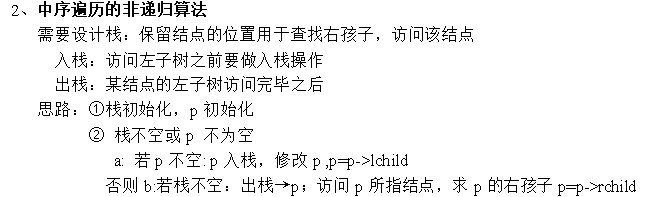 2、中序遍历的非递归算法
需要设计栈：保留结点的位置用于查找右孩子，访问该结点
入栈：访问左子树之前要做入栈操作
出栈：某结点的左子树访问完毕之后
思路：①栈初始化，p 初始化
② 栈不空或 p 不为空
a: 若 p 不空: p 入栈，修改 p ,p=p->lchild
否则 b:若栈不空：出栈→p；访问 p 所指结点，求 p 的右孩子 p=p->rchild